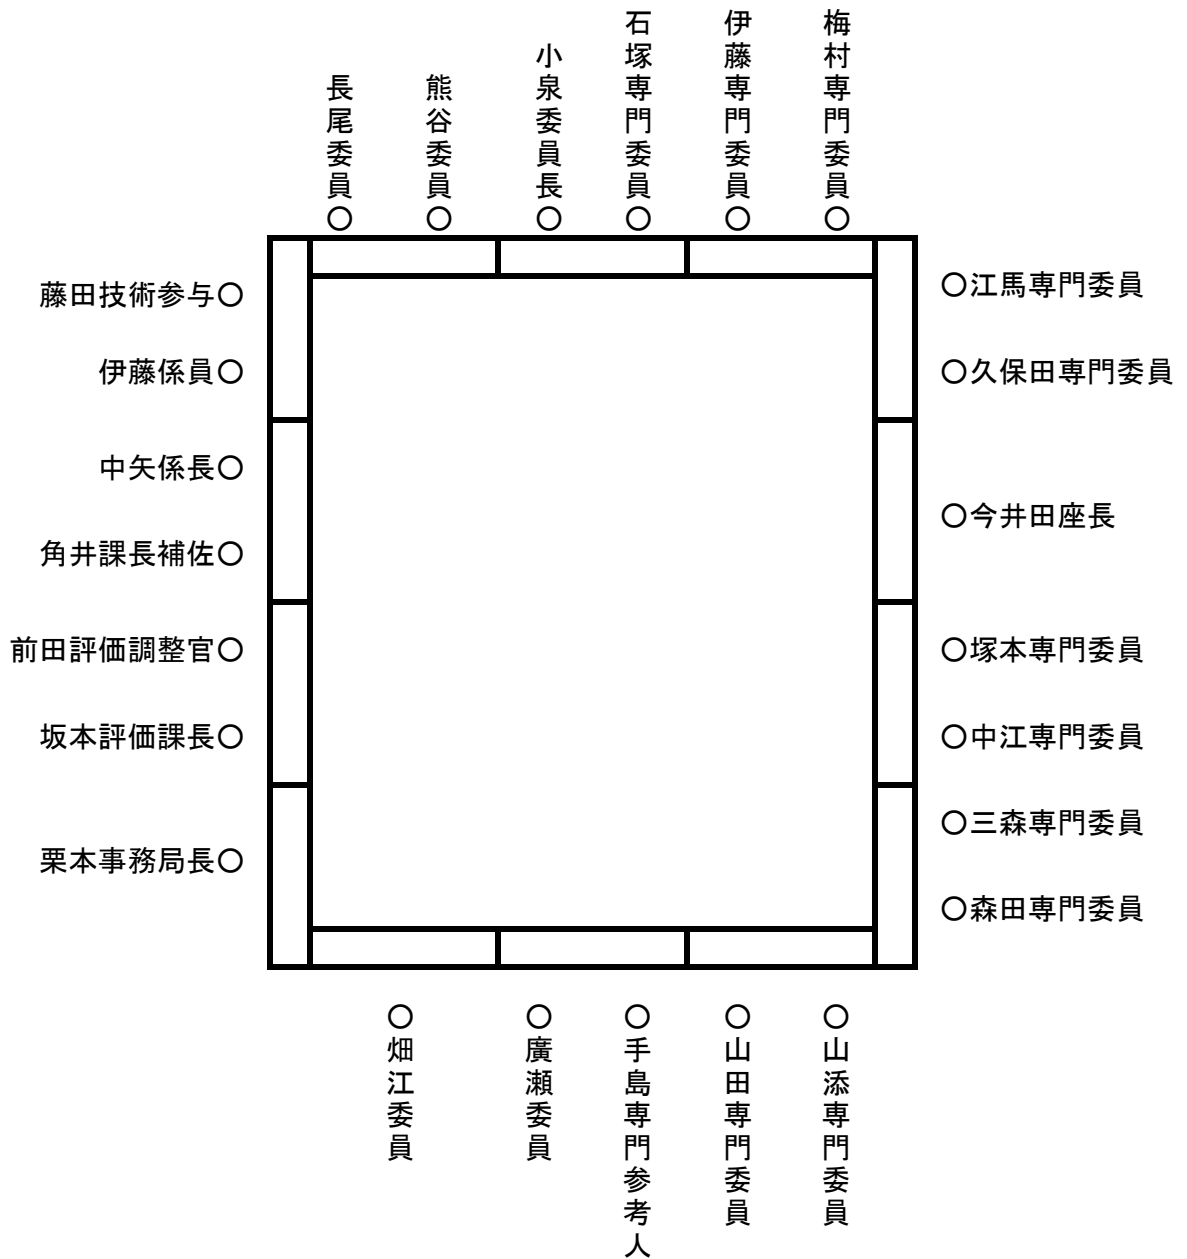 長尾委員○
熊谷委員○
小泉委員長○
石塚専門委員○
伊藤専門委員○
梅村専門委員○
藤田技術参与○
伊藤係員○
中矢係長○
角井課長補佐○
前田評価調整官○
坂本評価課長○
栗本事務局長○
○江馬専門委員
○久保田専門委員
○今井田座長
○塚本専門委員
○中江専門委員
○三森専門委員
○森田専門委員
○畑江委員
○廣瀬委員
○手島専門参考人
○山田専門委員
○山添専門委員